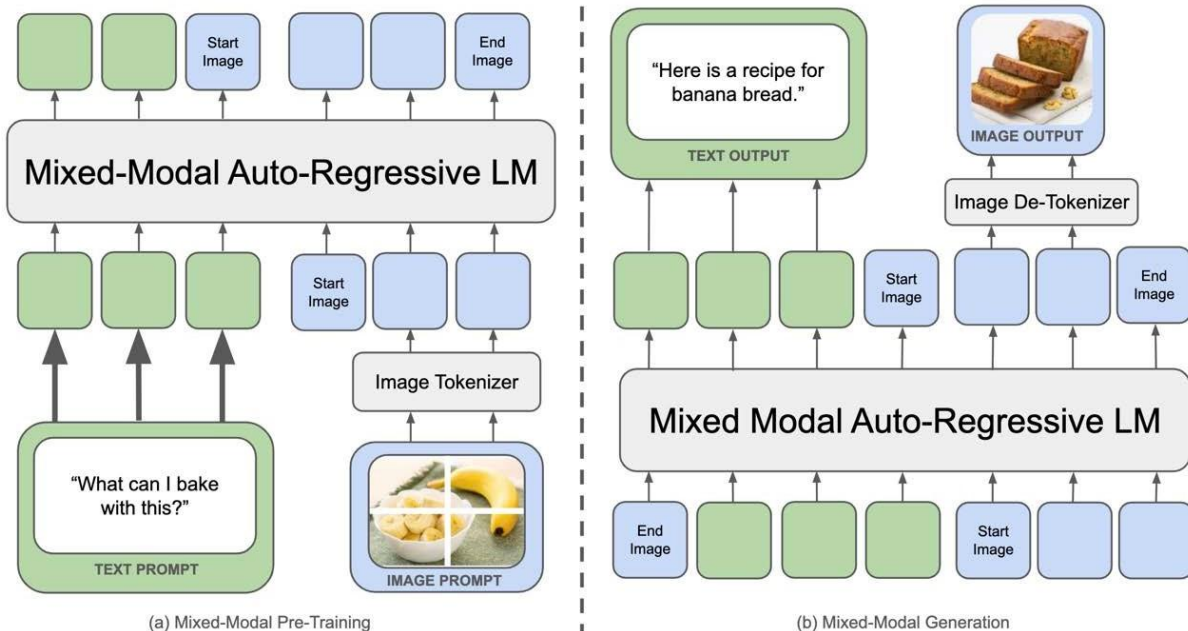 Start
Image
End
Image
Mixed-Modal Auto-Regressive LM
Start
Image
Image Tokenizer
“What can I bake
with this?”
TEXT PROMPT
IMAGE PROMPT
(a) Mixed-Modal Pre-Training
“Here is a recipe for
banana bread.”
TEXT OUTPUT
IMAGE OUTPUT
Image De-Tokenizer
Start
Image
End
Image
Mixed Modal Auto-Regressive LM
End
Image
Start
Image
(b) Mixed-Modal Generation